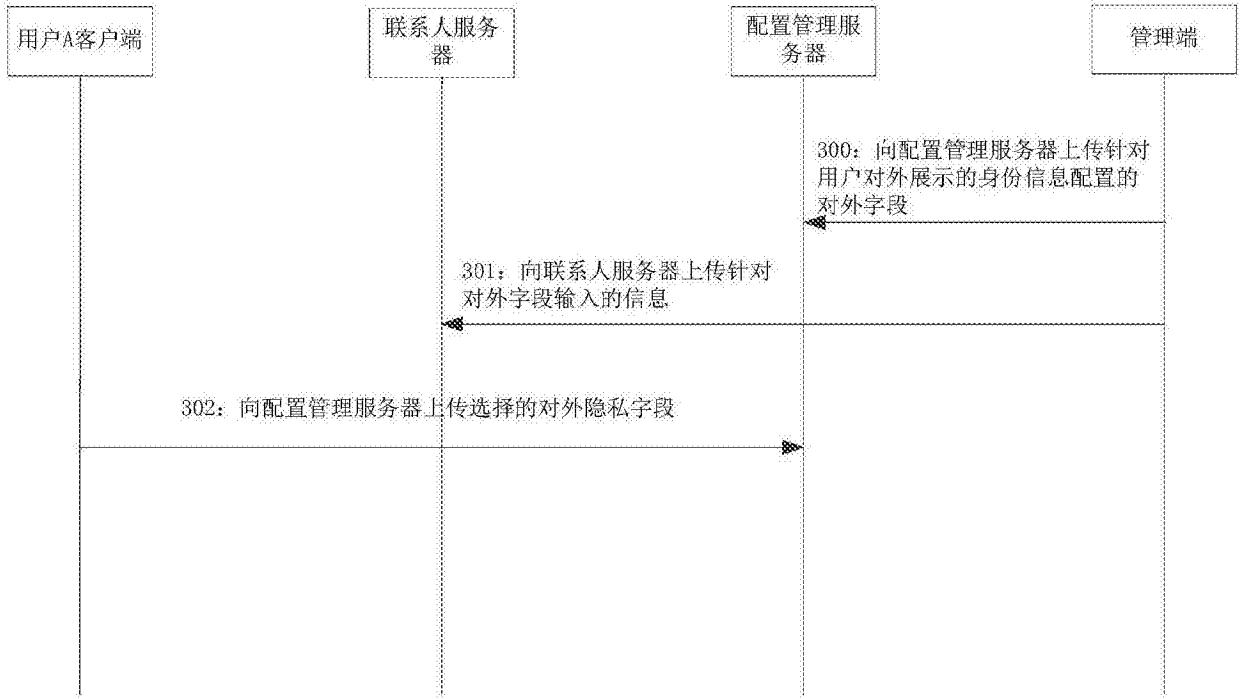 用户A客户端
联系人服务
器
配置管理服
务器
管理端
300：向配置管理服务器上传针对
用户对外展示的身份信息配置的
对外字段
301：向联系人服务器上传针对
对外字段输入的信息
302：向配置管理服务器上传选择的对外隐私字段